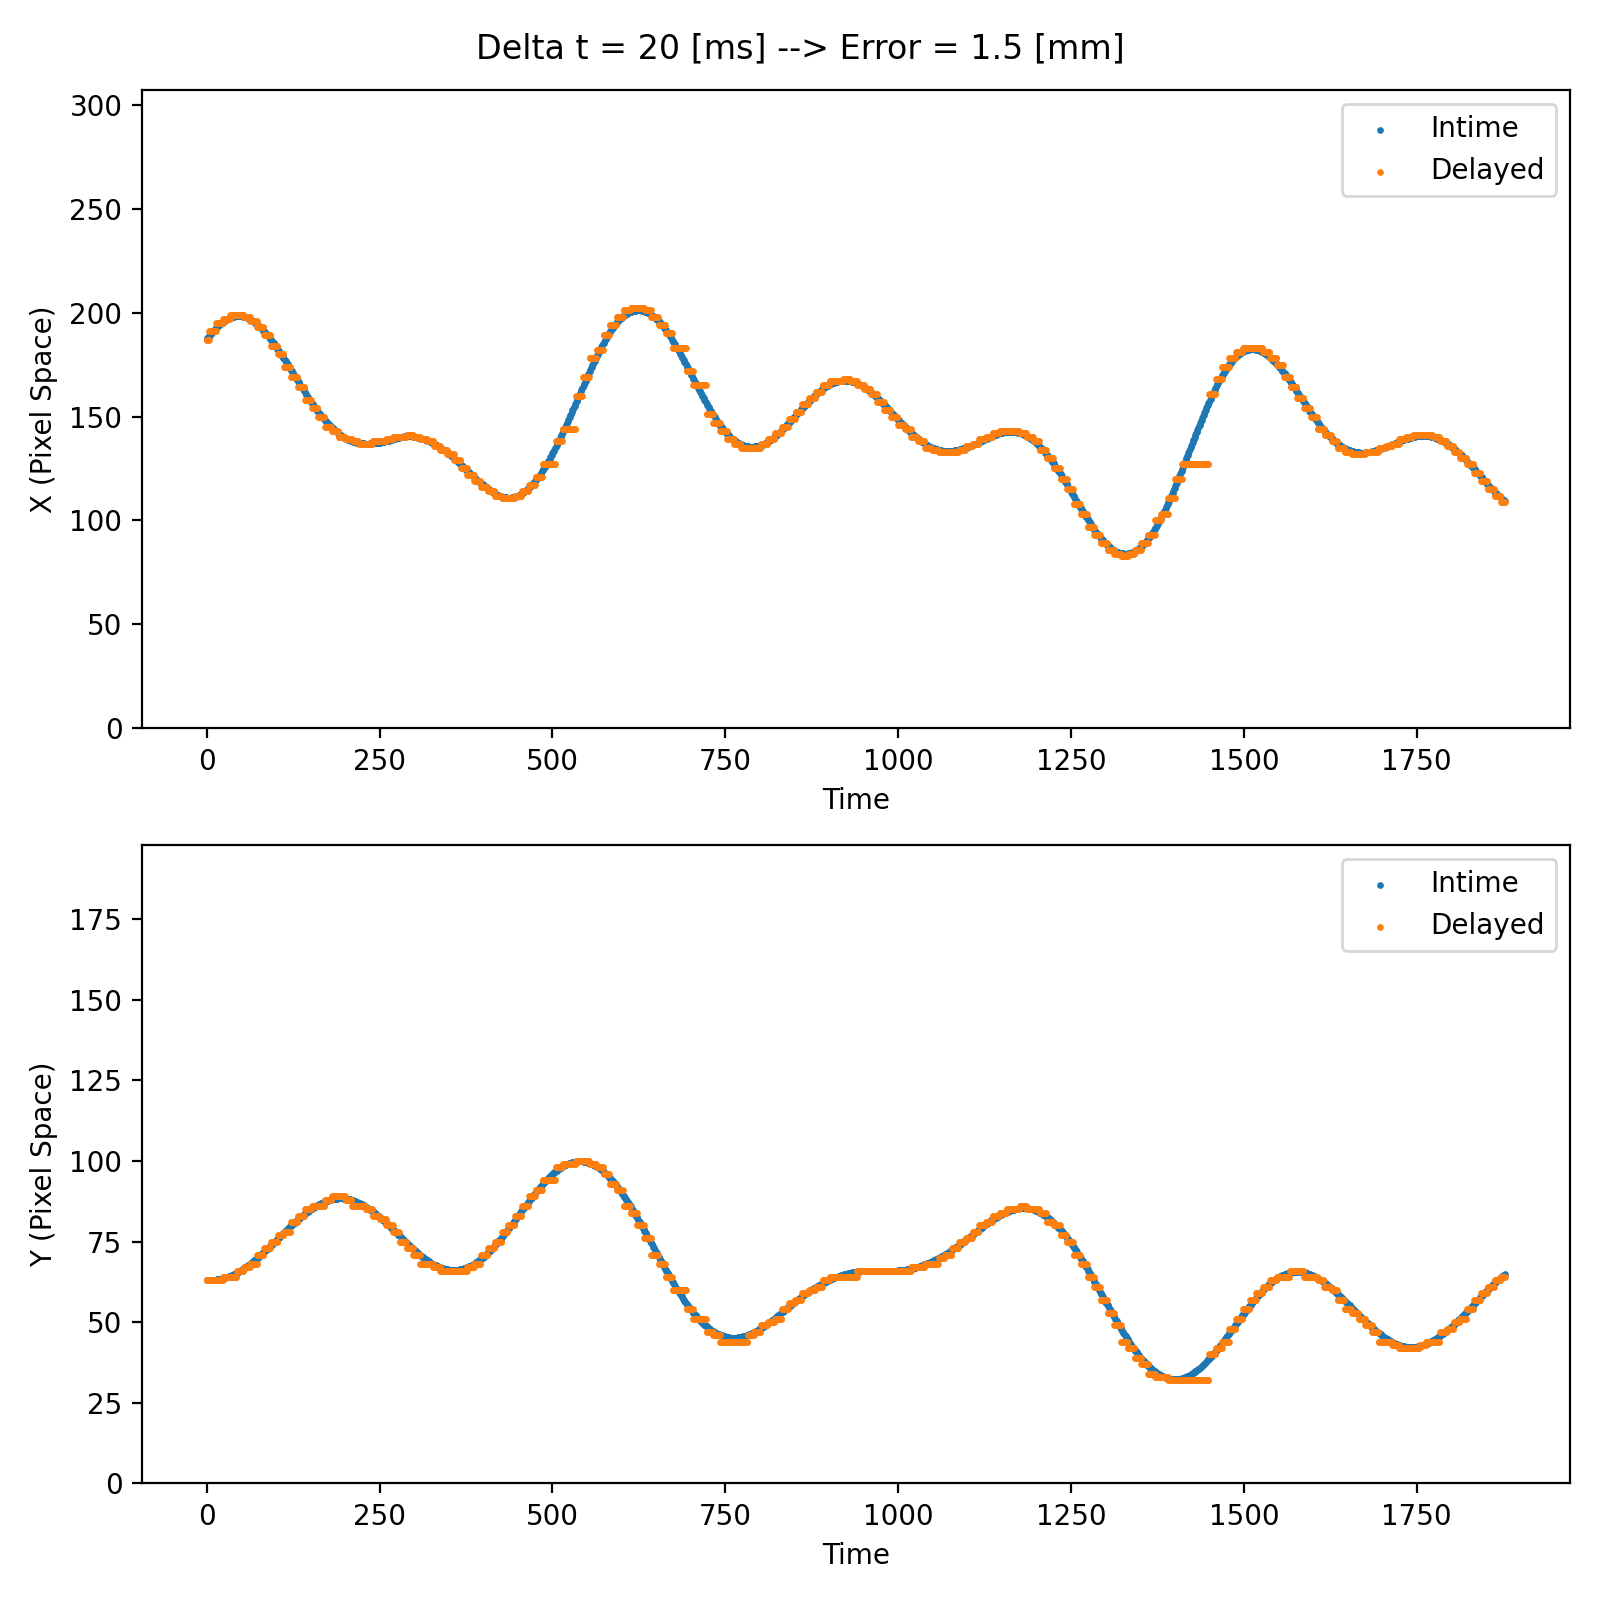 Delta t = 20 [ms] --> Error = 1.5 [mm]
300
250
200
150
100
50
0
X (Pixel Space)
Intime
Delayed
0 250 500 750 1000 1250 1500 1750
Time
175
150
125
100
75
50
25
0
Y (Pixel Space)
Intime
Delayed
0 250 500 750 1000 1250 1500 1750
Time